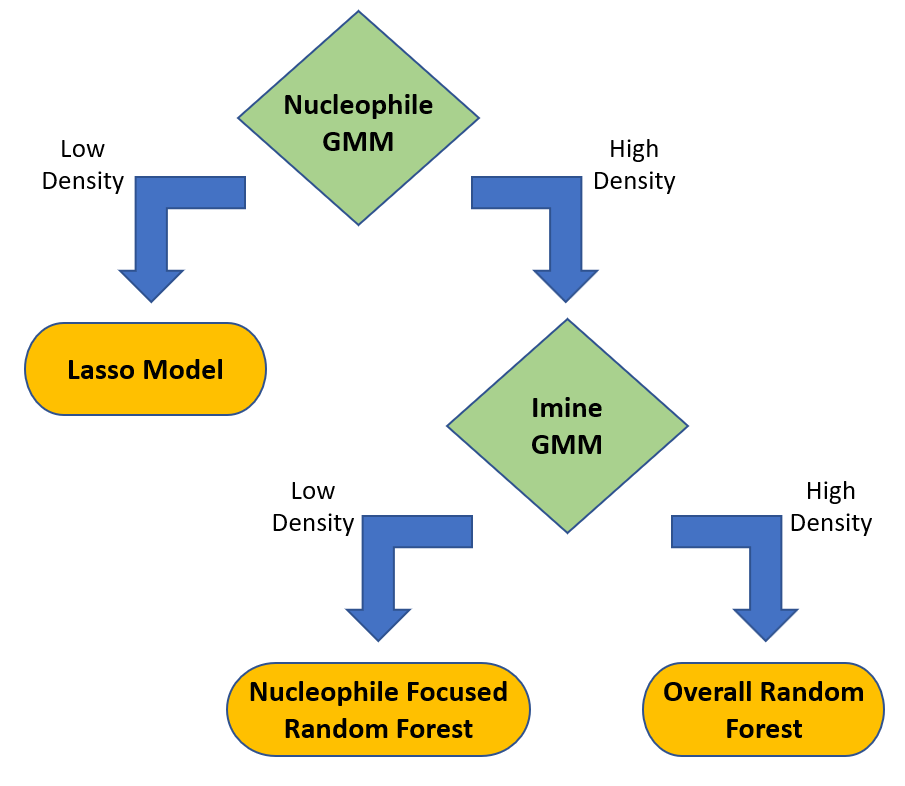 Nucleophile
GMM
Low
Density
High
Density
Lasso Model
Imine
GMM
Low
Density
High
Density
Nucleophile Focused
Random Forest
Overall Random
Forest